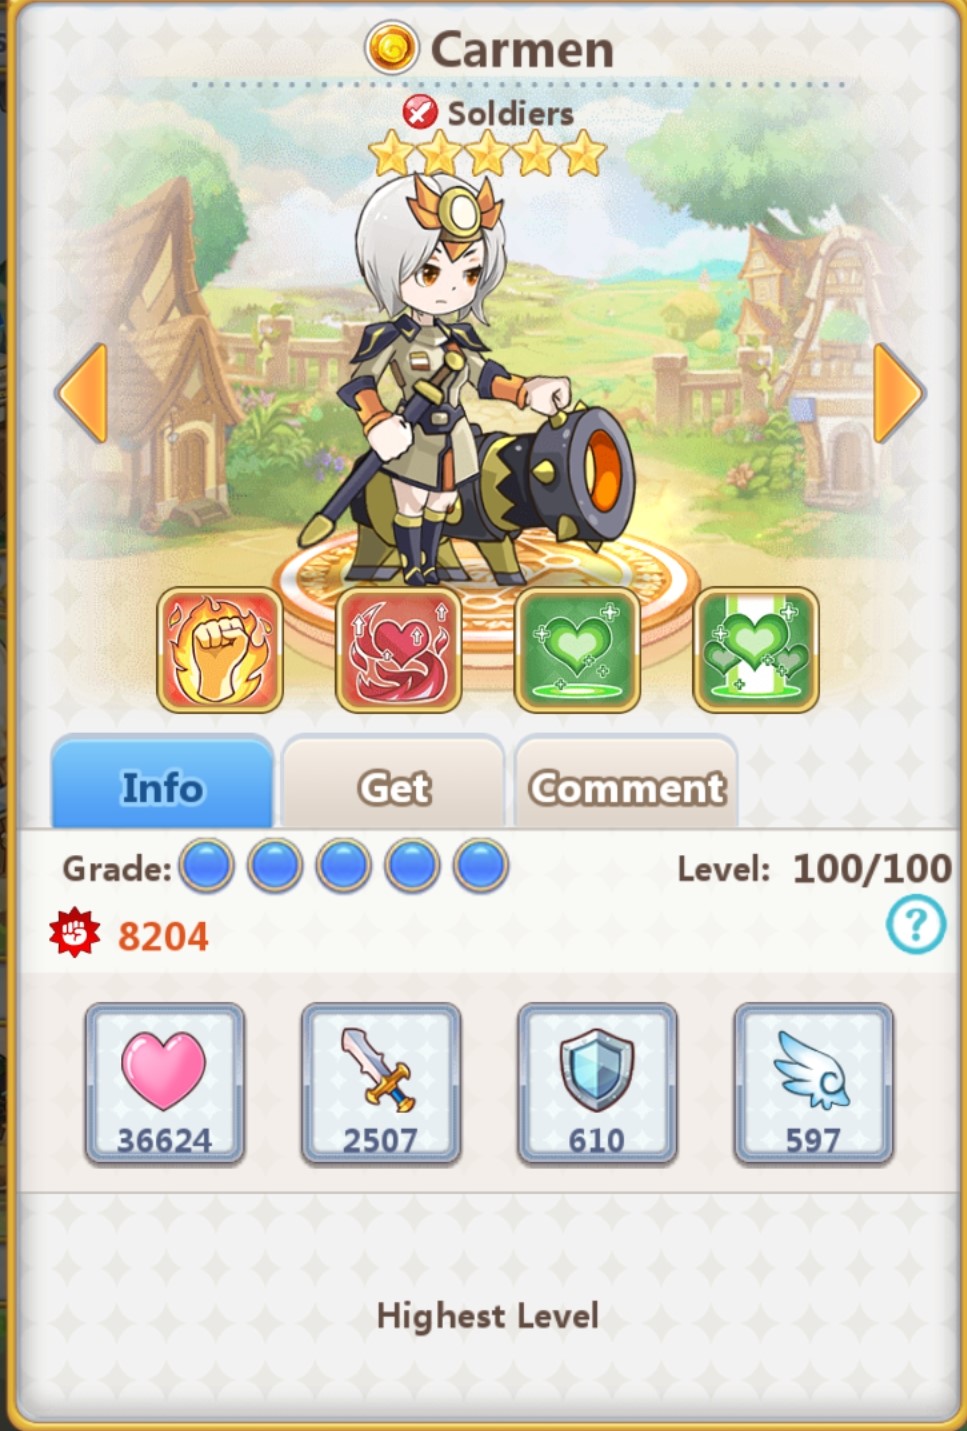 Carmen
Soldiers
Info
Get
Comment
Grade:
Level: 100/100
8204
?
36624
2507
610
597
Highest Level